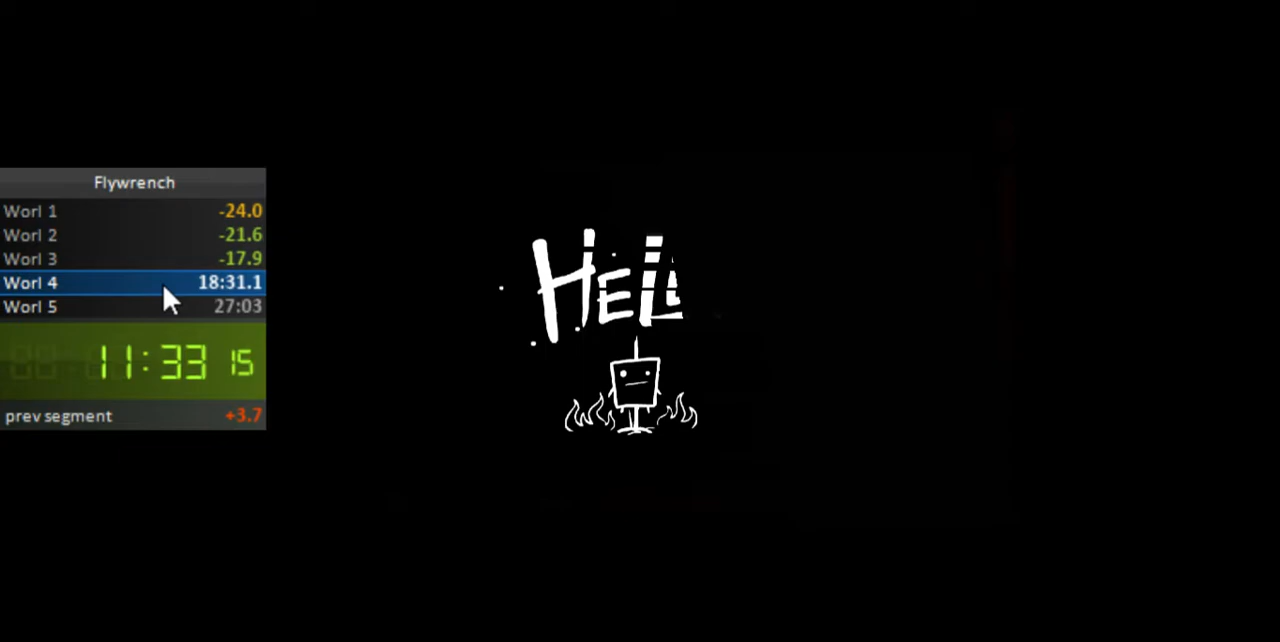 Flywrench
Worl 1 -24.0
Worl 2 -21.6
Worl 3 -17.9
Worl 4 18:31.1
Worl 5 27:03
11:33 15
prev segment +3.7
HELL